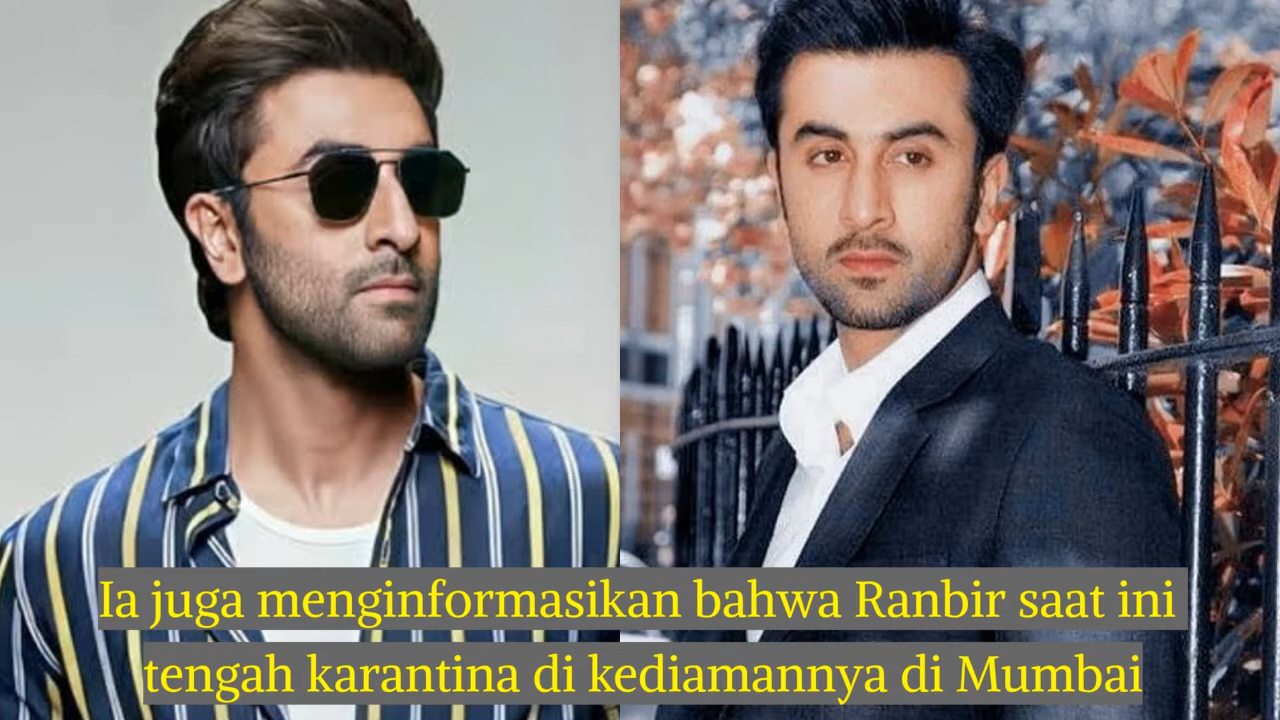 Ia juga menginformasikan bahwa Ranbir saat ini
tengah karantina di kediamannya di Mumbai